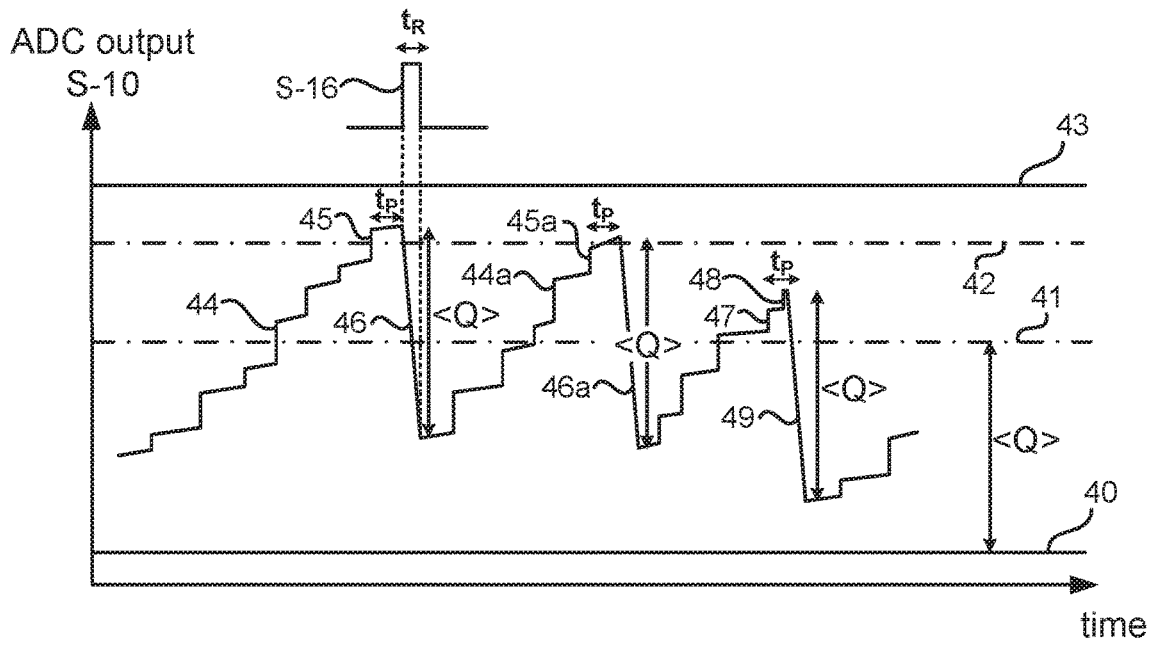 tR
ADC output
S-10
S-16
43
45
tP
45a
tP
44
44a
48
tP
42
46
<Q>
47
41
<Q>
46a
<Q>
49
<Q>
40
time